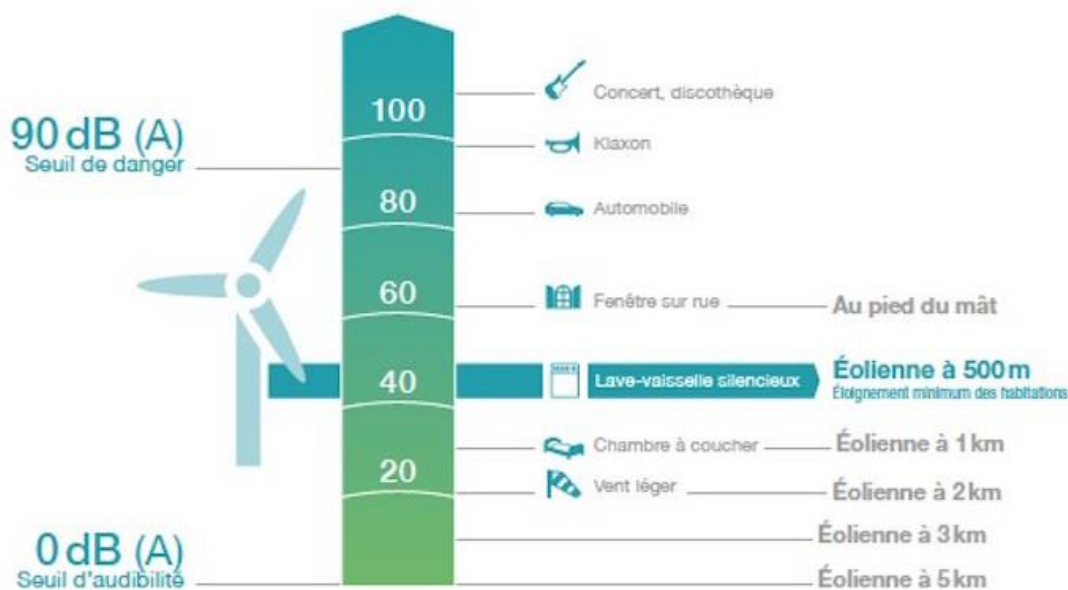 Concert, discothèque
100
90 dB (A)
Seuil de danger
Klaxon
80
Automobile
60
Fenêtre sur rue
Au pied du mât
40
Lave-vaisselle silencieux
Éolienne à 500 m
Éloignement minimum des habitations
Chambre à coucher
Éolienne à 1 km
20
Vent léger
Éolienne à 2 km
Éolienne à 3 km
0 dB (A)
Seuil d'audibilité
Éolienne à 5 km